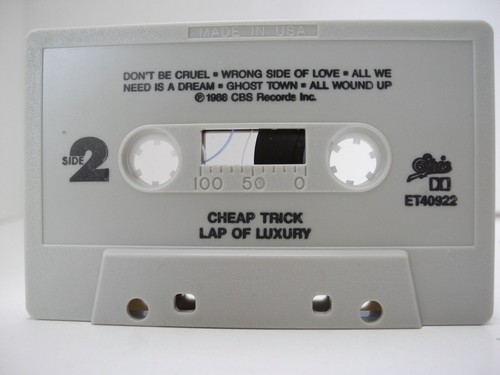 MADE IN USA
DON'T BE CRUEL ▪ WRONG SIDE OF LOVE ▪ ALL WE
NEED IS A DREAM ▪ GHOST TOWN ▪ ALL WOUND UP
℗ 1988 CBS Records Inc.
SIDE 2
100 50 0
Epic
ET40922
CHEAP TRICK
LAP OF LUXURY